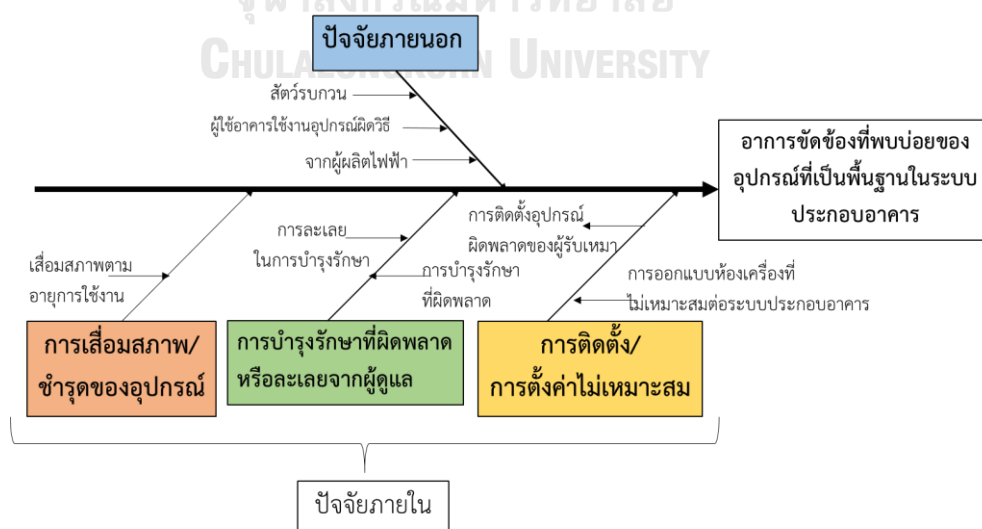 จุฬาลงกรณ์มหาวิทยาลัย
CHULALONGKORN UNIVERSITY
ปัจจัยภายนอก
สัตว์รบกวน
ผู้ใช้อาคารใช้งานอุปกรณ์ผิดวิธี
จากผู้ผลิตไฟฟ้า
อาการขัดข้องที่พบบ่อยของ
อุปกรณ์ที่เป็นพื้นฐานในระบบ
ประกอบอาคาร
เสื่อมสภาพตาม
อายุการใช้งาน
การละเลย
ในการบำรุงรักษา
การบำรุงรักษา
ที่ผิดพลาด
การติดตั้งอุปกรณ์
ผิดพลาดของผู้รับเหมา
การออกแบบห้องเครื่องที่
ไม่เหมาะสมต่อระบบประกอบอาคาร
การเสื่อมสภาพ/
ชำรุดของอุปกรณ์
การบำรุงรักษาที่ผิดพลาด
หรือละเลยจากผู้ดูแล
การติดตั้ง/
การตั้งค่าไม่เหมาะสม
ปัจจัยภายใน